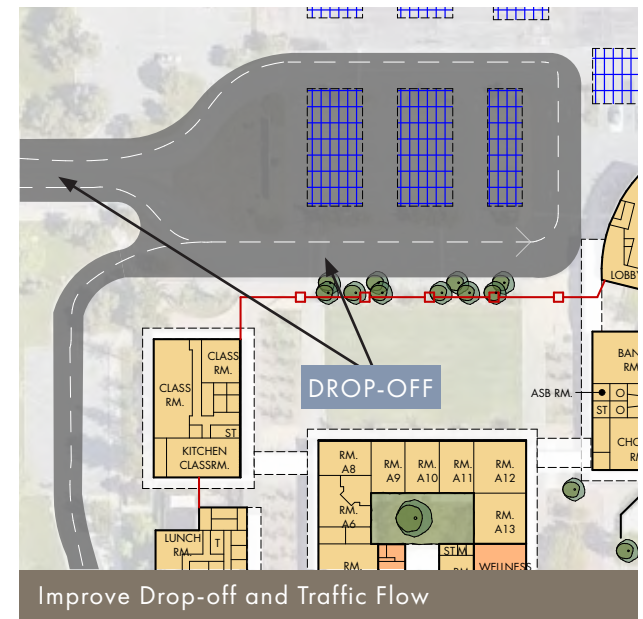 LOBBY
CLASS
RM.
CLASS
RM.
DROP-OFF
BAN
RM
ASB RM.
O
ST
O
ST
KITCHEN
CLASSRM.
CHO
R
RM.
A8
RM.
A9
RM.
A10
RM.
A11
RM.
A12
RM.
A6
RM.
A13
LUNCH
RM.
T
ST
M
RM.
WELLNESS
Improve Drop-off and Traffic Flow